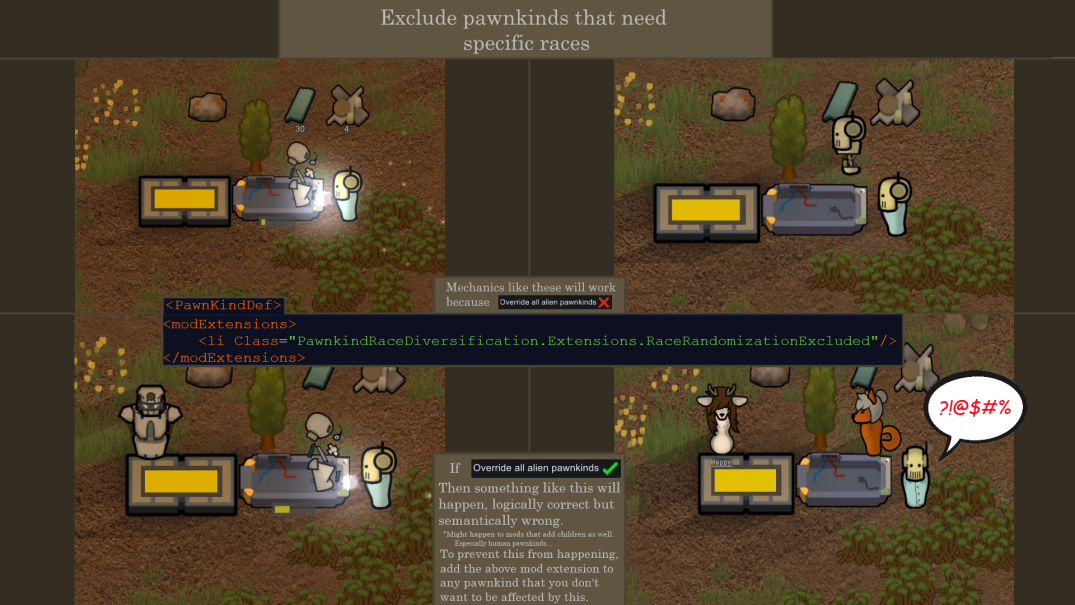 Exclude pawnkinds that need
specific races
30
4
Mechanics like these will work
because Override all alien pawnkinds
<PawnKindDef>
<modExtensions>
<li Class="PawnkindRaceDiversification.Extensions.RaceRandomizationExcluded"/>
</modExtensions>
?!@$#%
Happy
If Override all alien pawnkinds
Then something like this will
happen, logically correct but
semantically wrong.
*Might happen to mods that add children as well.
Especially human pawnkinds...
To prevent this from happening,
add the above mod extension to
any pawnkind that you don't
want to be affected by this.